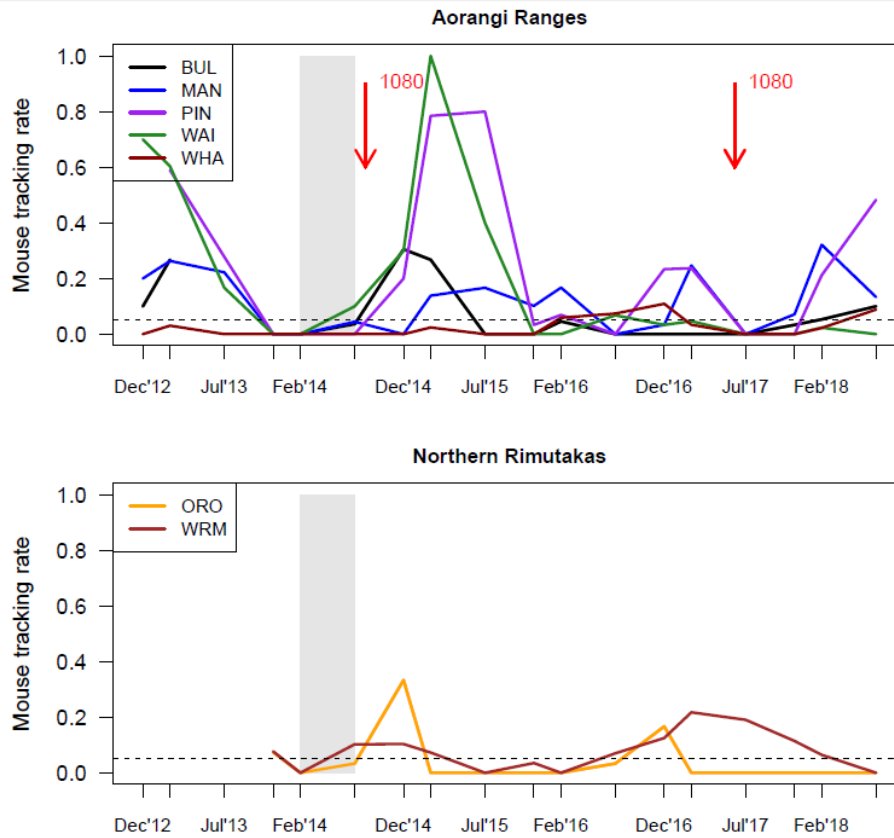 Aorangi Ranges
Mouse tracking rate
1.0
0.8
0.6
0.4
0.2
0.0
BUL
MAN
PIN
WAI
WHA
1080
1080
Dec'12 Jul'13 Feb'14 Dec'14 Jul'15 Feb'16 Dec'16 Jul'17 Feb'18
Northern Rimutakas
Mouse tracking rate
1.0
0.8
0.6
0.4
0.2
0.0
ORO
WRM
Dec'12 Jul'13 Feb'14 Dec'14 Jul'15 Feb'16 Dec'16 Jul'17 Feb'18